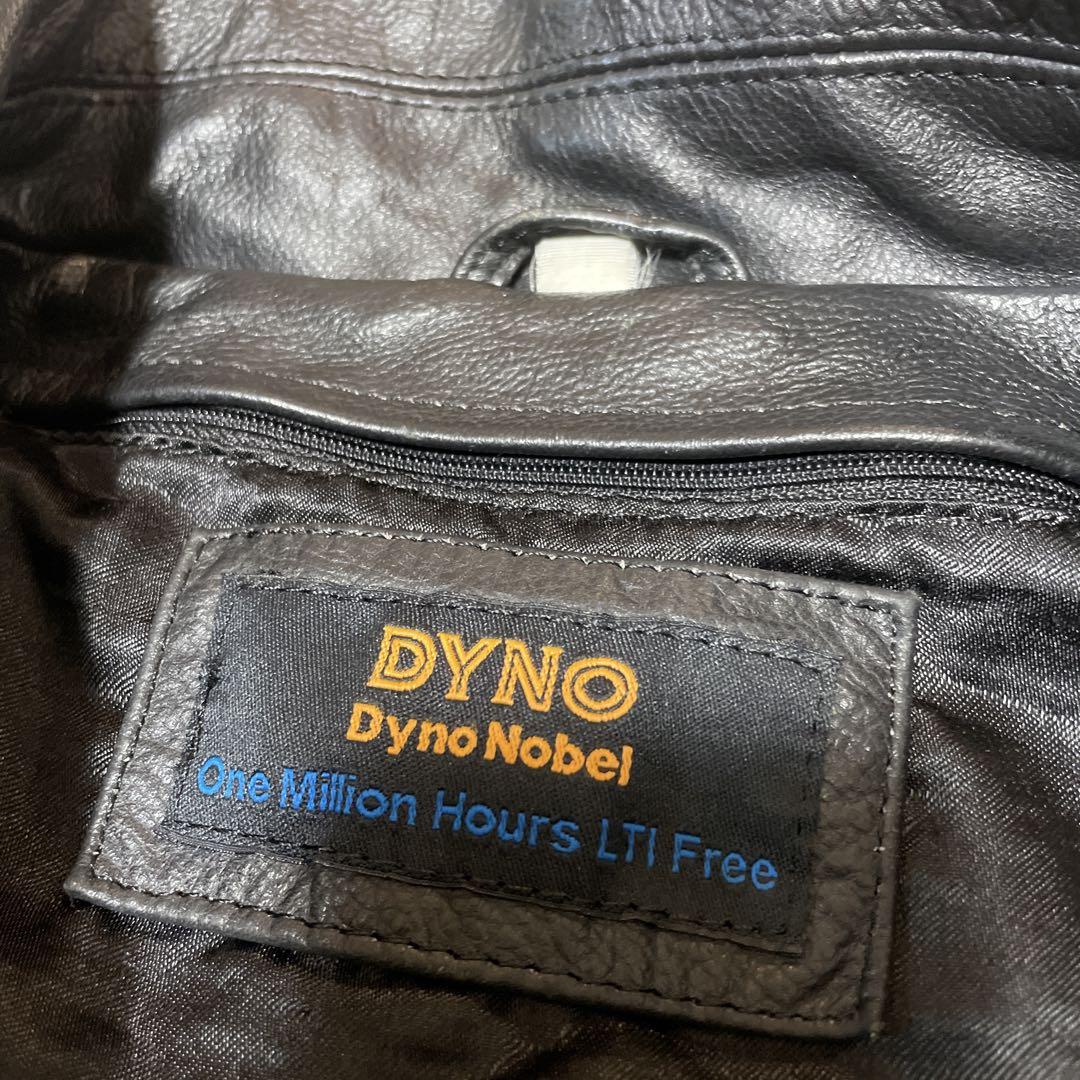 DYNO
Dyno Nobel
One Million Hours LTI Free